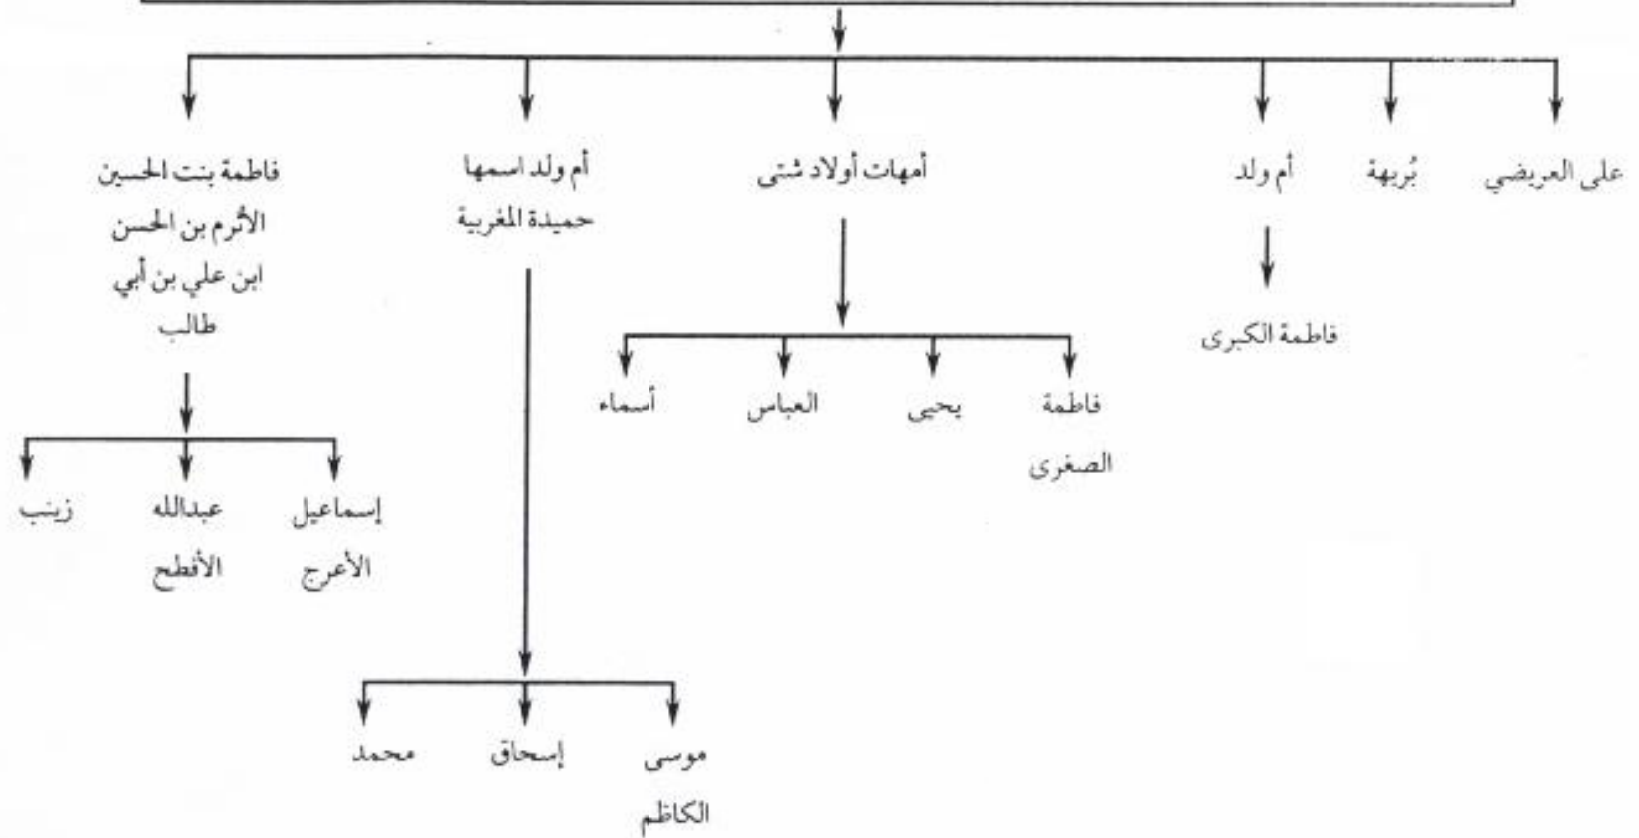 على العريضي
بُريهة
أم ولد
أمهات أولاد شتى
أم ولد اسمها
حميدة المغربية
فاطمة بنت الحسين
الأثرم بن الحسن
ابن علي بن أبي
طالب
فاطمة الكبرى
فاطمة
الصغرى
يحيى
العباس
أسماء
إسماعيل
الأعرج
عبدالله
الأفطح
زينب
موسى
الكاظم
إسحاق
محمد